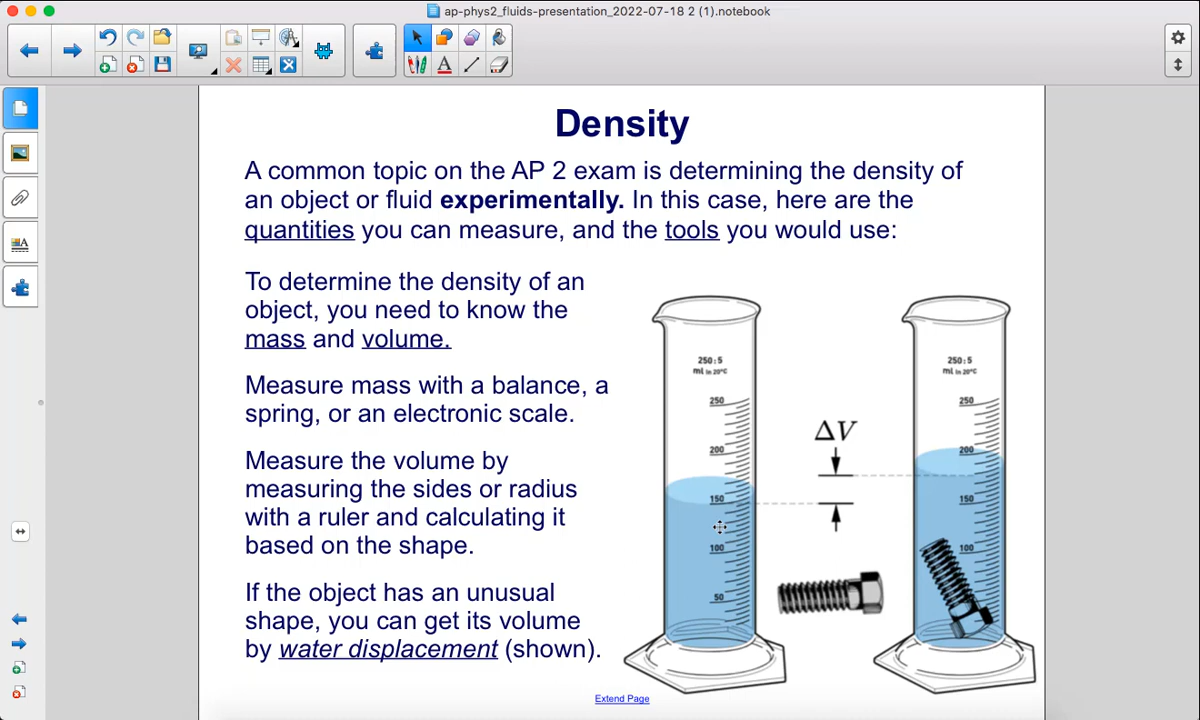 ap-phys2_fluids-presentation_2022-07-18 2 (1).notebook
Density
A common topic on the AP 2 exam is determining the density of
an object or fluid experimentally. In this case, here are the
quantities you can measure, and the tools you would use:
To determine the density of an
object, you need to know the
mass and volume.
Measure mass with a balance, a
spring, or an electronic scale.
Measure the volume by
measuring the sides or radius
with a ruler and calculating it
based on the shape.
If the object has an unusual
shape, you can get its volume
by water displacement (shown).
250:5
ml in 20°C
250
200
150
100
50
ΔV
250:5
ml in 20°C
250
200
150
100
Extend Page